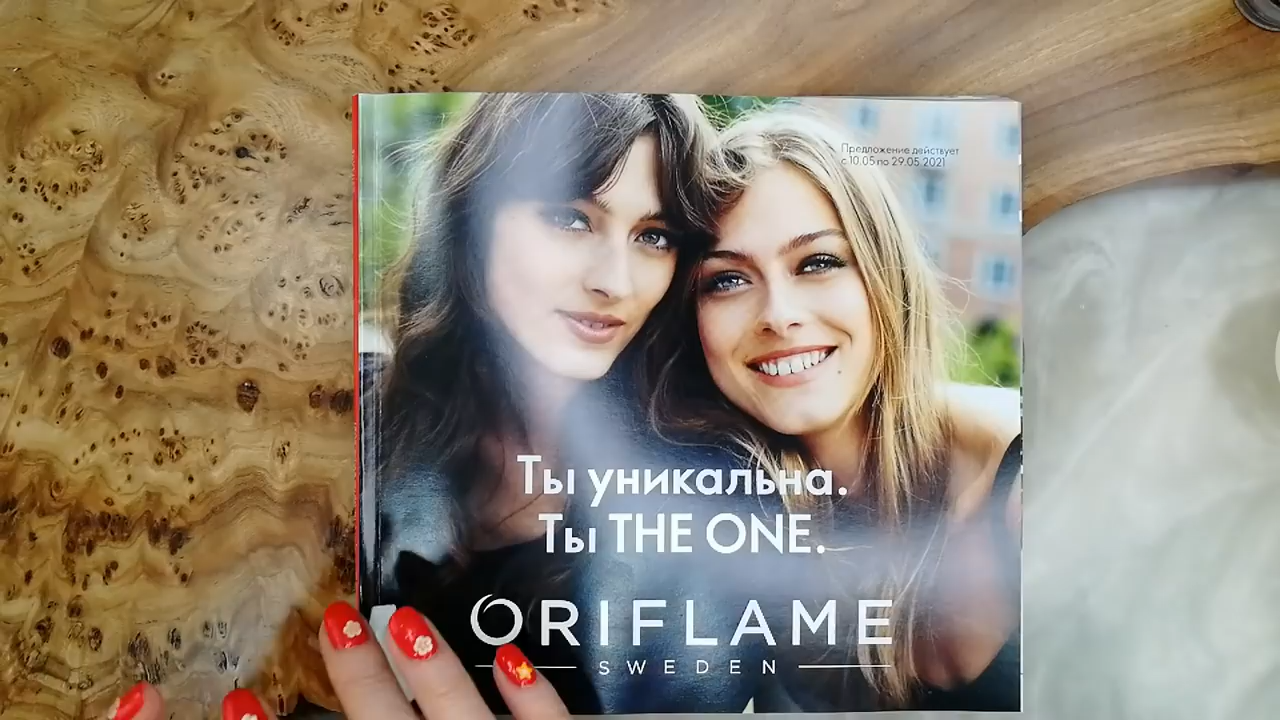 Предложение действует
с 10.05 по 29.05.2021
Ты уникальна.
Ты THE ONE.
ORIFLAME
SWEDEN